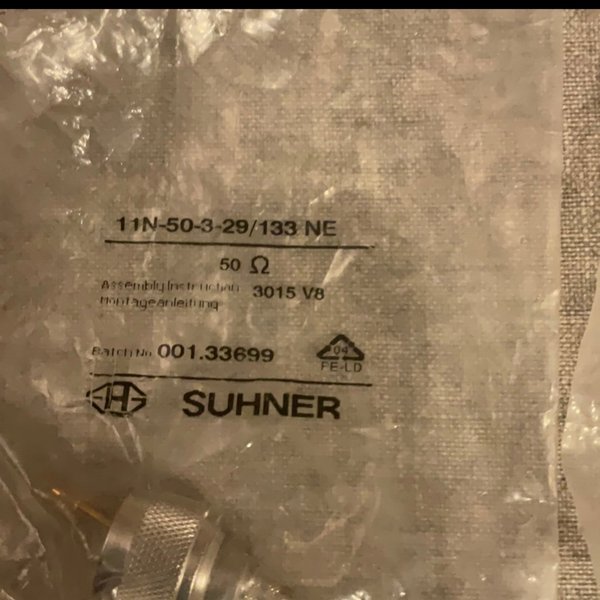 11N-50-3-29/133 NE
50 Ω
Assembly Instruction 3015 V8
Montageanleitung
Batch No 001.33699
04
PE-LD
H
SUHNER